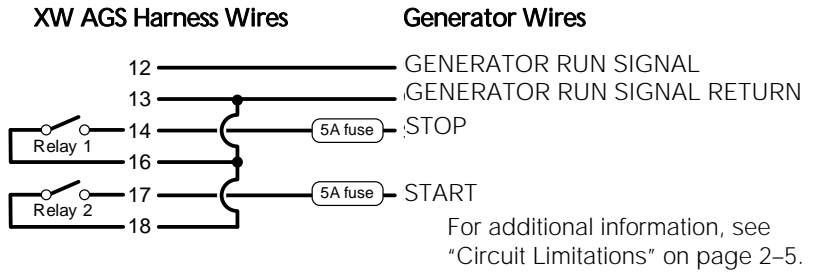 XW AGS Harness Wires Generator Wires
12 GENERATOR RUN SIGNAL
13 GENERATOR RUN SIGNAL RETURN
14 5A fuse STOP
Relay 1
16
17 5A fuse START
Relay 2
18
For additional information, see
"Circuit Limitations" on page 2–5.